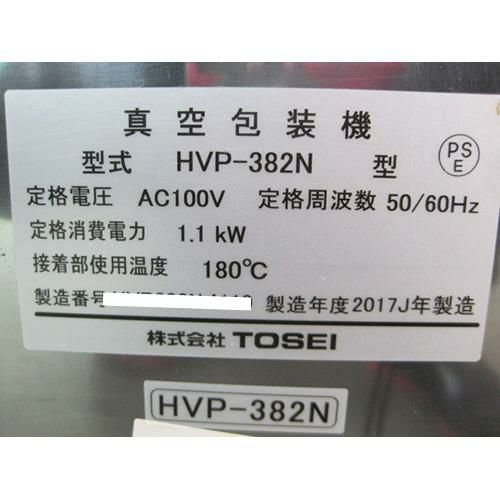 真空包装機
型式 HVP-382N 型 PSE
定格電圧 AC100V 定格周波数 50/60Hz
定格消費電力 1.1 kW
接着部使用温度 180℃
製造番号 製造年度2017J年製造
株式会社 TOSEI
HVP-382N